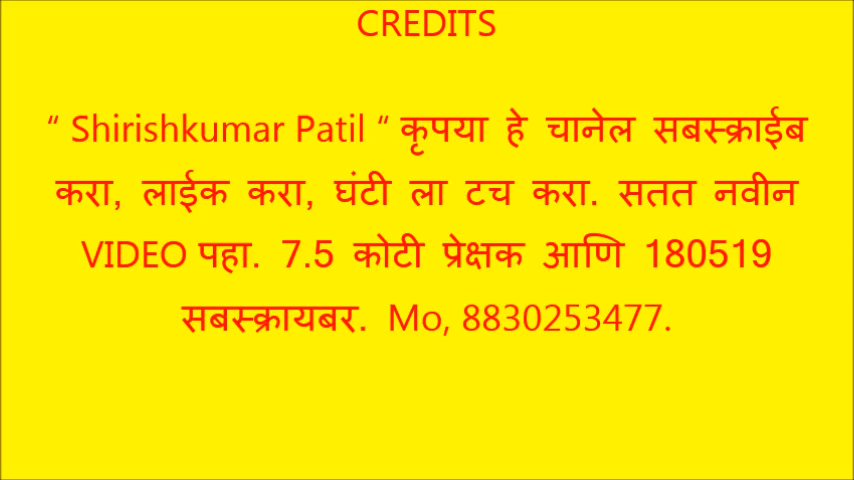 CREDITS
“ Shirishkumar Patil “ कृपया हे चानेल सबस्क्राईब
करा, लाईक करा, घंटी ला टच करा. सतत नवीन
VIDEO पहा. 7.5 कोटी प्रेक्षक आणि 180519
सबस्क्रायबर. Mo, 8830253477.